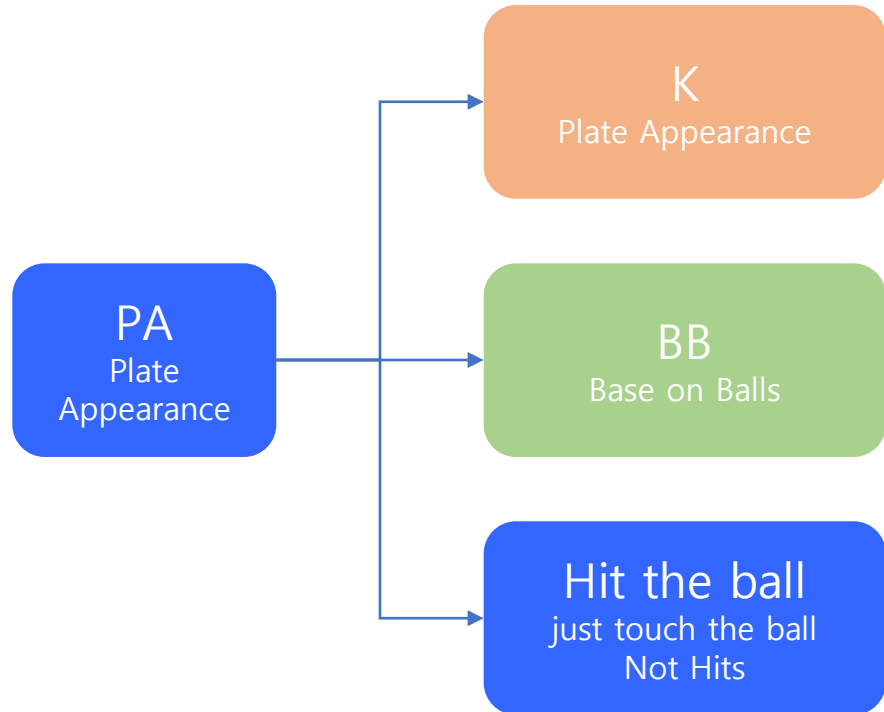 K
Plate Appearance
PA
Plate
Appearance
BB
Base on Balls
Hit the ball
just touch the ball
Not Hits